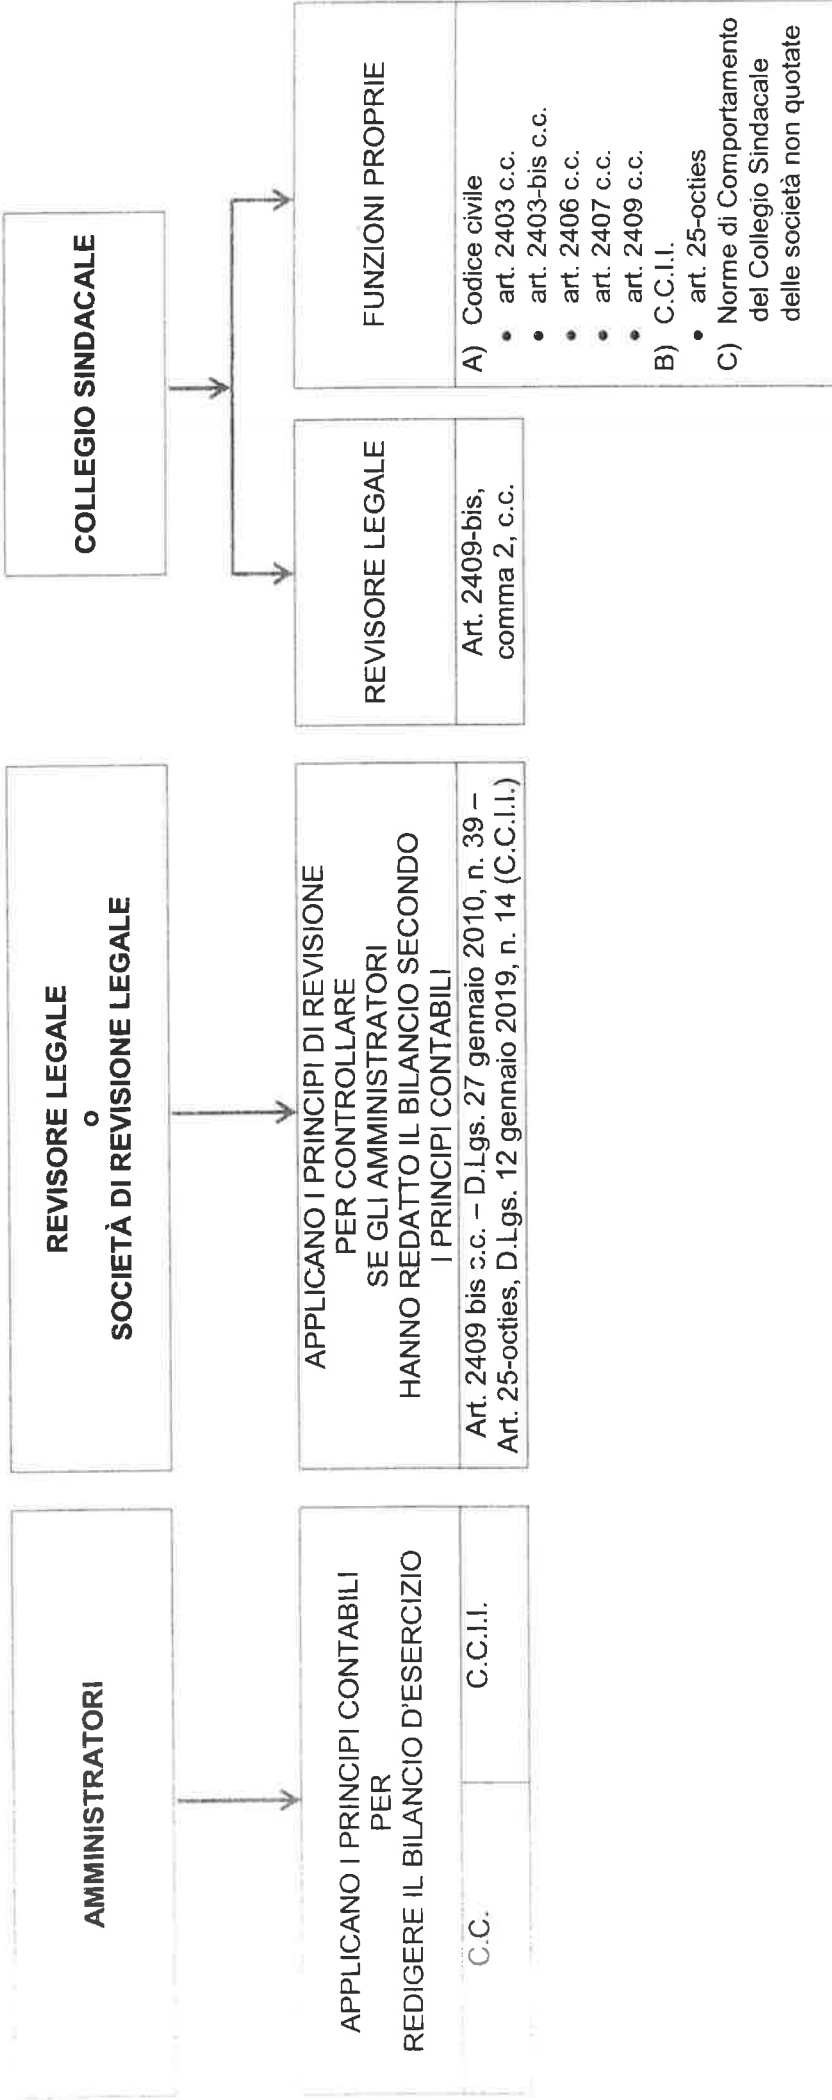 AMMINISTRATORI
APPLICANO I PRINCIPI CONTABILI
PER
REDIGERE IL BILANCIO D'ESERCIZIO
C.C.
C.C.I.I.
REVISORE LEGALE
O
SOCIETÀ DI REVISIONE LEGALE
APPLICANO I PRINCIPI DI REVISIONE
PER CONTROLLARE
SE GLI AMMINISTRATORI
HANNO REDATTO IL BILANCIO SECONDO
I PRINCIPI CONTABILI
Art. 2409 bis c.c. – D.Lgs. 27 gennaio 2010, n. 39 –
Art. 25-octies, D.Lgs. 12 gennaio 2019, n. 14 (C.C.I.I.)
COLLEGIO SINDACALE
REVISORE LEGALE
Art. 2409-bis,
comma 2, c.c.
FUNZIONI PROPRIE
A) Codice civile
• art. 2403 c.c.
• art. 2403-bis c.c.
• art. 2406 c.c.
• art. 2407 c.c.
• art. 2409 c.c.
B) C.C.I.I.
• art. 25-octies
C) Norme di Comportamento
del Collegio Sindacale
delle società non quotate